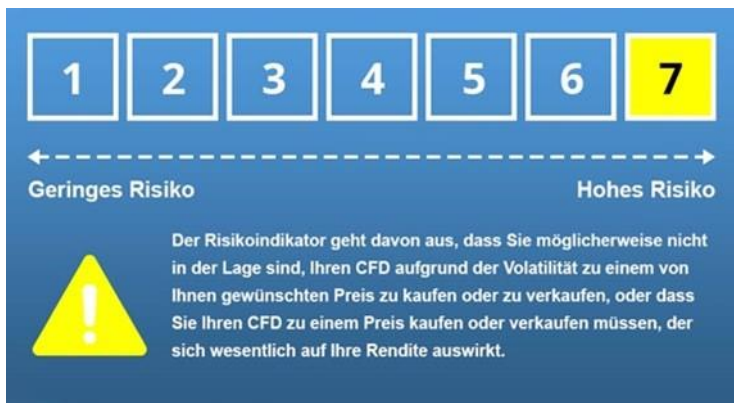 1 2 3 4 5 6 7
Geringes Risiko Hohes Risiko
Der Risikoindikator geht davon aus, dass Sie möglicherweise nicht
in der Lage sind, Ihren CFD aufgrund der Volatilität zu einem von
Ihnen gewünschten Preis zu kaufen oder zu verkaufen, oder dass
Sie Ihren CFD zu einem Preis kaufen oder verkaufen müssen, der
sich wesentlich auf Ihre Rendite auswirkt.